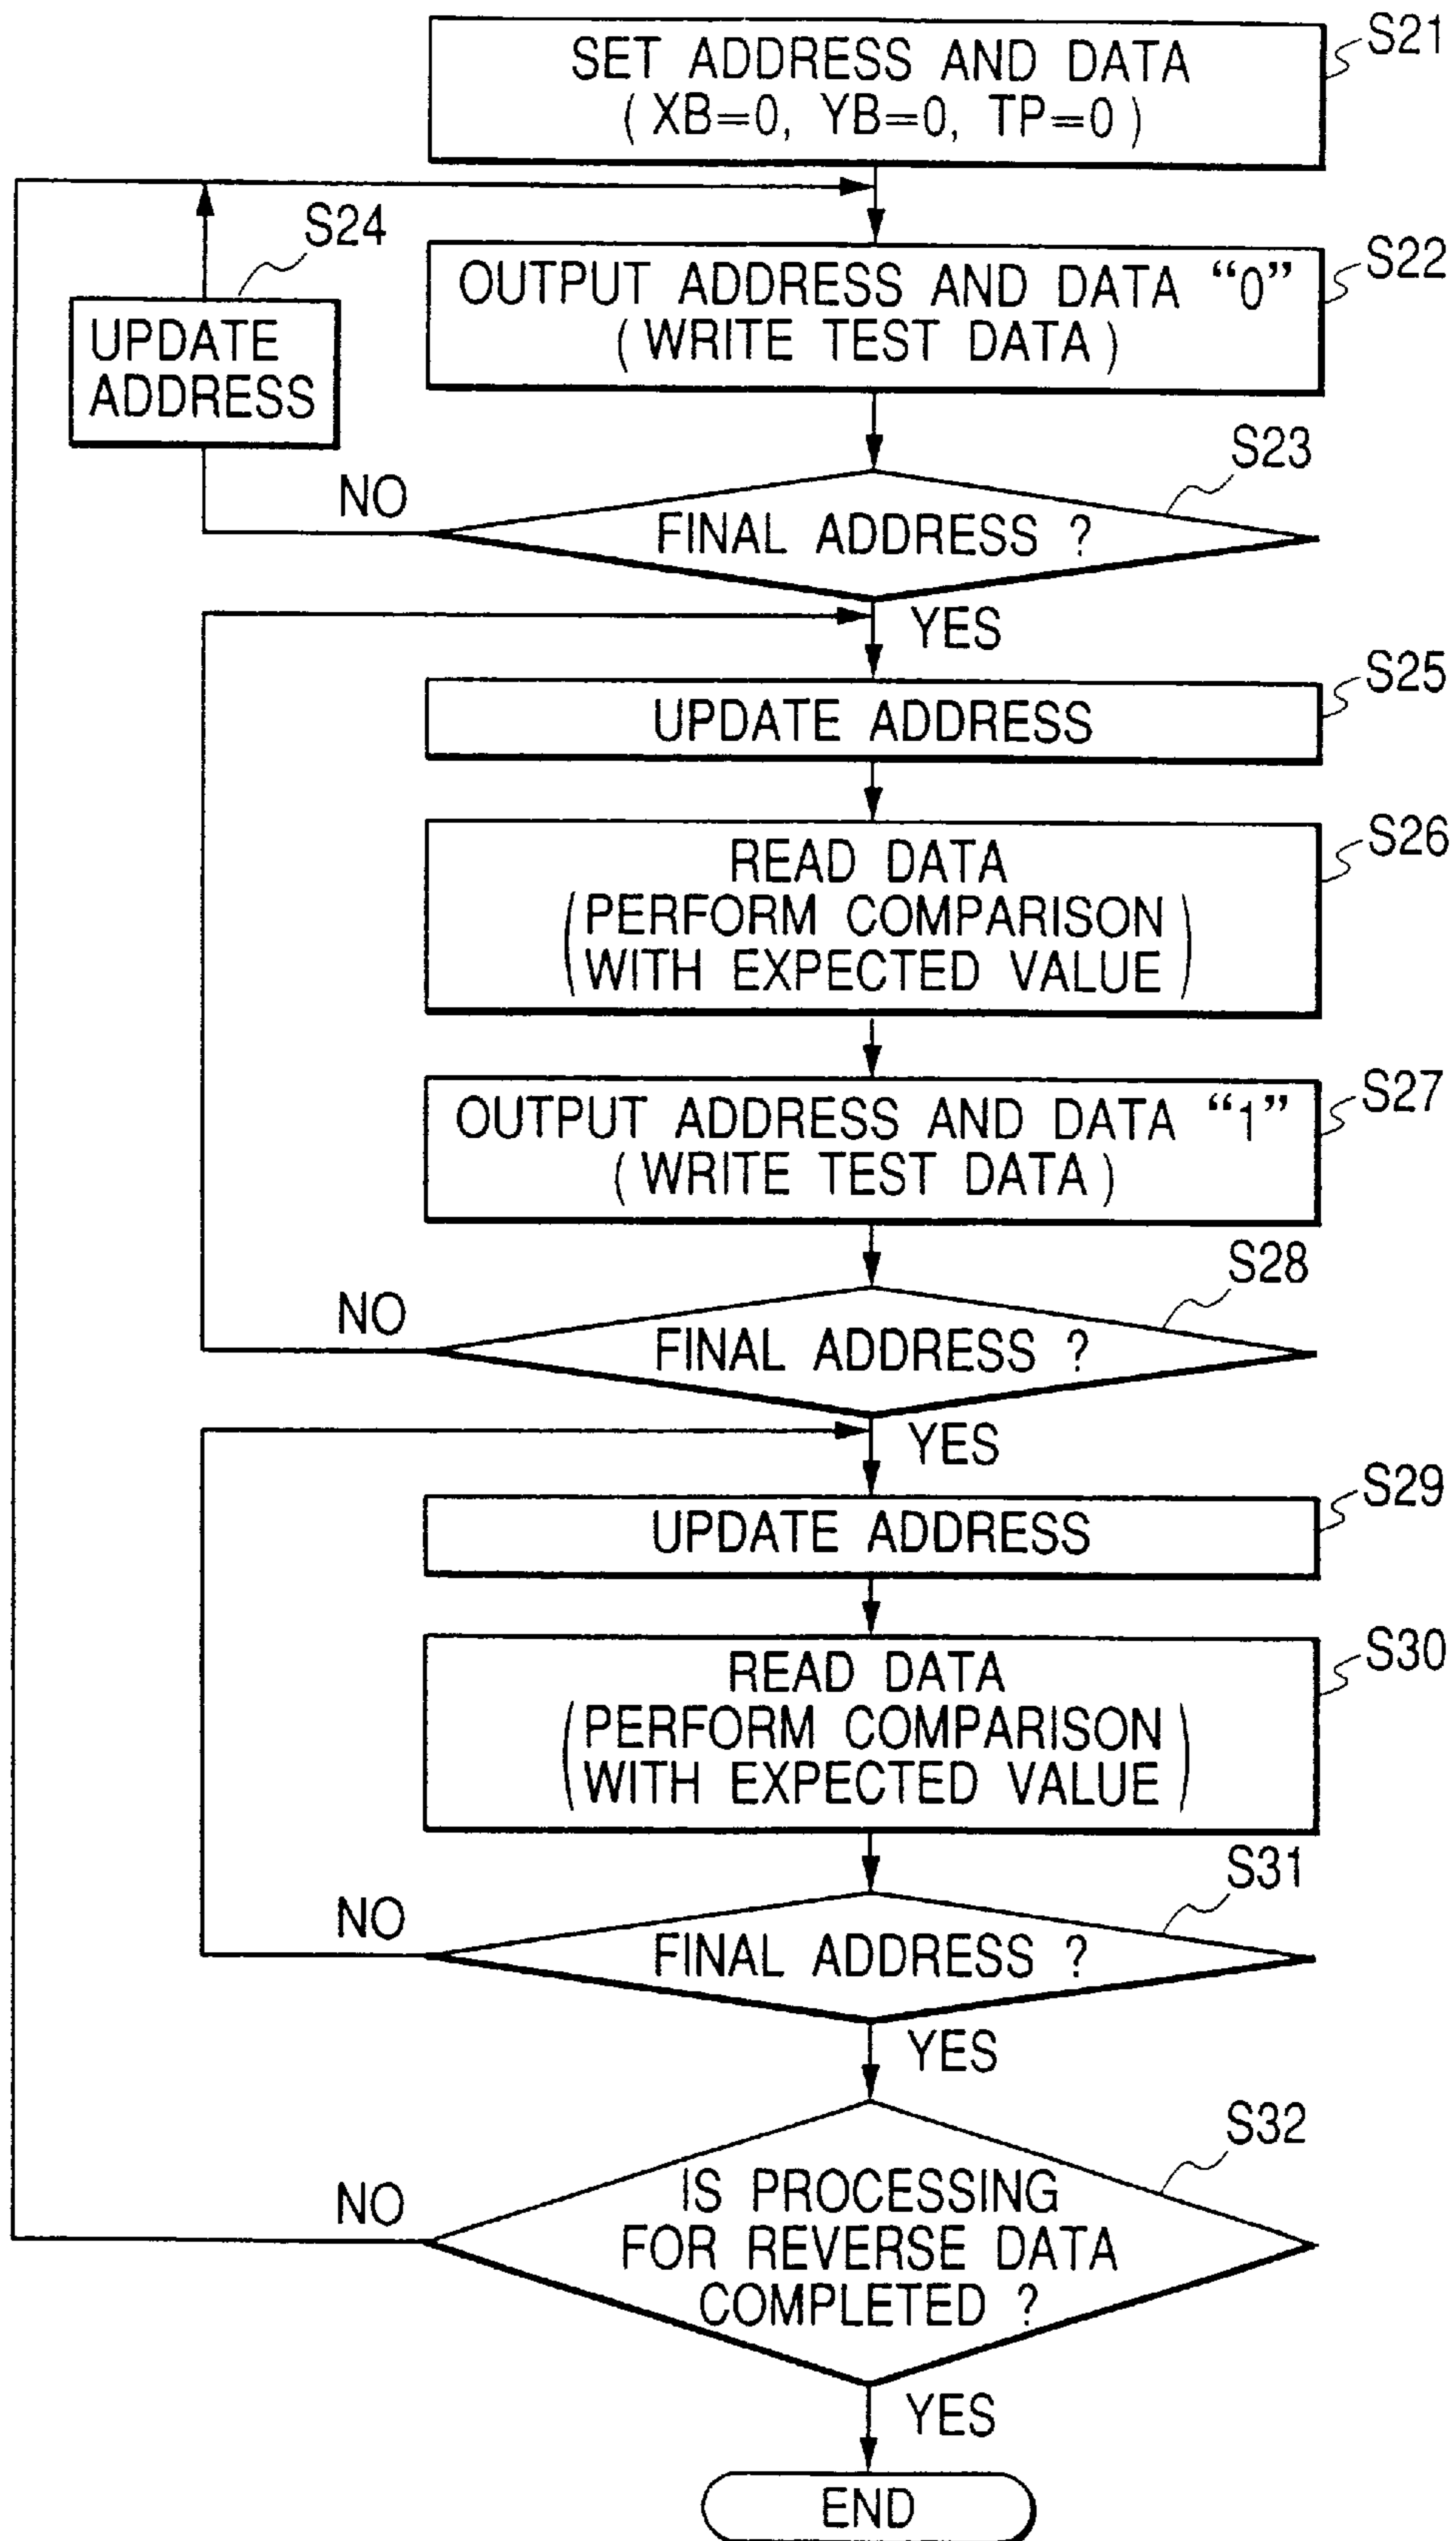 SET ADDRESS AND DATA
(XB=0, YB=0, TP=0)
S21
S24
UPDATE
ADDRESS
OUTPUT ADDRESS AND DATA “0”
(WRITE TEST DATA)
S22
S23
NO
FINAL ADDRESS ?
YES
S25
UPDATE ADDRESS
S26
READ DATA
(PERFORM COMPARISON
WITH EXPECTED VALUE)
S27
OUTPUT ADDRESS AND DATA “1”
(WRITE TEST DATA)
S28
NO
FINAL ADDRESS ?
YES
S29
UPDATE ADDRESS
S30
READ DATA
(PERFORM COMPARISON
WITH EXPECTED VALUE)
S31
NO
FINAL ADDRESS ?
YES
S32
NO
IS PROCESSING
FOR REVERSE DATA
COMPLETED ?
YES
END